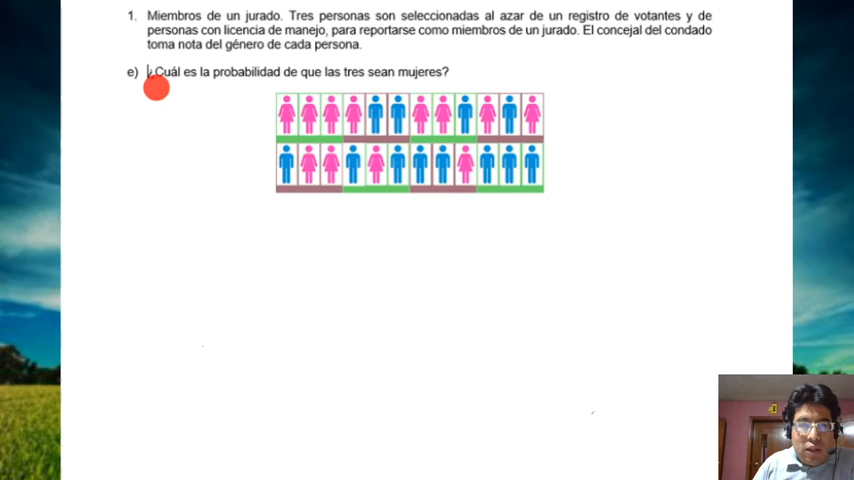 1. Miembros de un jurado. Tres personas son seleccionadas al azar de un registro de votantes y de
personas con licencia de manejo, para reportarse como miembros de un jurado. El concejal del condado
toma nota del género de cada persona.
e) ¿Cuál es la probabilidad de que las tres sean mujeres?